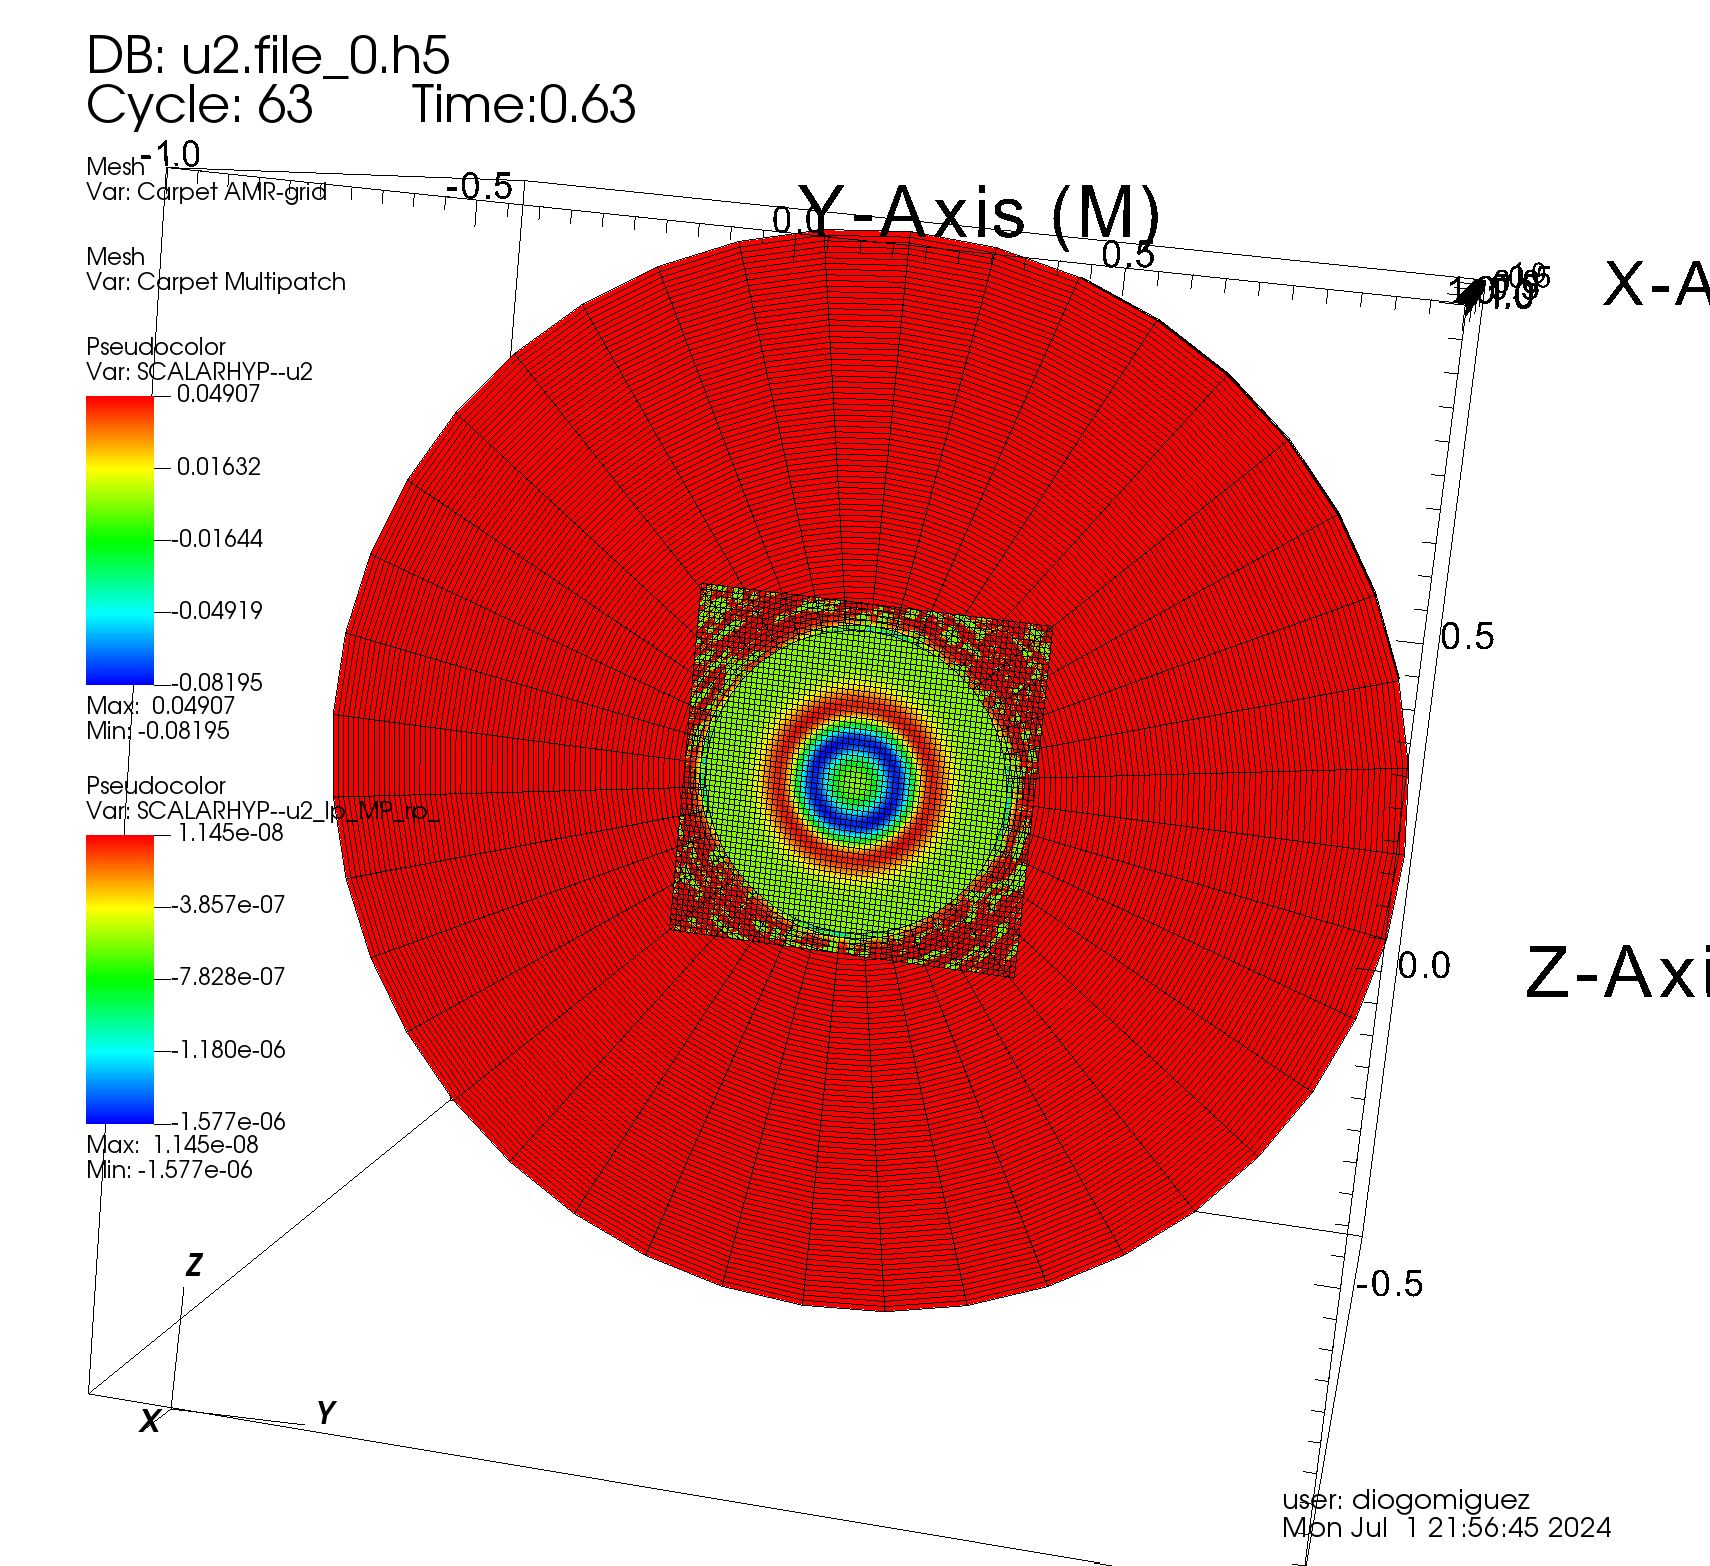 DB: u2.file_0.h5
Cycle: 63 Time:0.63
Mesh
Var: Carpet AMR-grid
Mesh
Var: Carpet Multipatch
Pseudocolor
Var: SCALARHYP--u2
0.04907
0.01632
-0.01644
-0.04919
-0.08195
Max: 0.04907
Min: -0.08195
Pseudocolor
Var: SCALARHYP--u2_lp_MP_rp_
1.145e-08
-3.857e-07
-7.828e-07
-1.180e-06
-1.577e-06
Max: 1.145e-08
Min: -1.577e-06
-1.0
-0.5
0.0
Y-Axis (M)
0.5
X-A
0.5
0.0
Z-Axi
-0.5
Z
X
Y
user: diogomiguez
Mon Jul 1 21:56:45 2024